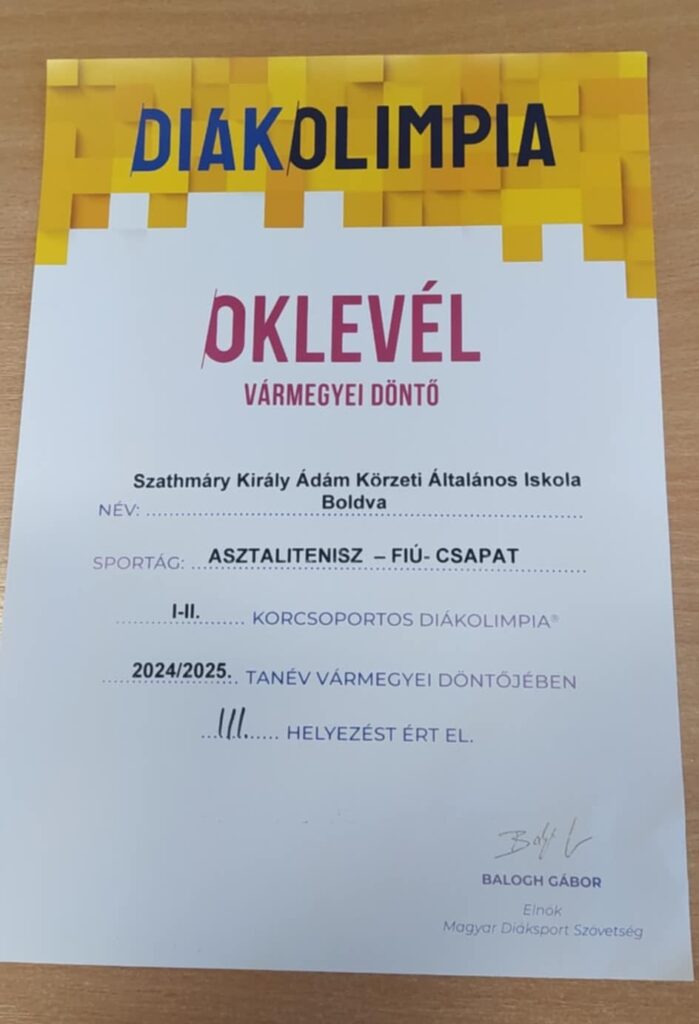 DIÁKOLIMPIA
OKLEVÉL
VÁRMEGYEI DÖNTŐ
Szathmáry Király Ádám Körzeti Általános Iskola
Boldva
NÉV:
SPORTÁG: ASZTALITENISZ – FIÚ- CSAPAT
I-II. KORCSOPORTOS DIÁKOLIMPIA®
2024/2025. TANÉV VÁRMEGYEI DÖNTŐJÉBEN
III. HELYEZÉST ÉRT EL.
BALOGH GÁBOR
Elnök
Magyar Diáksport Szövetség